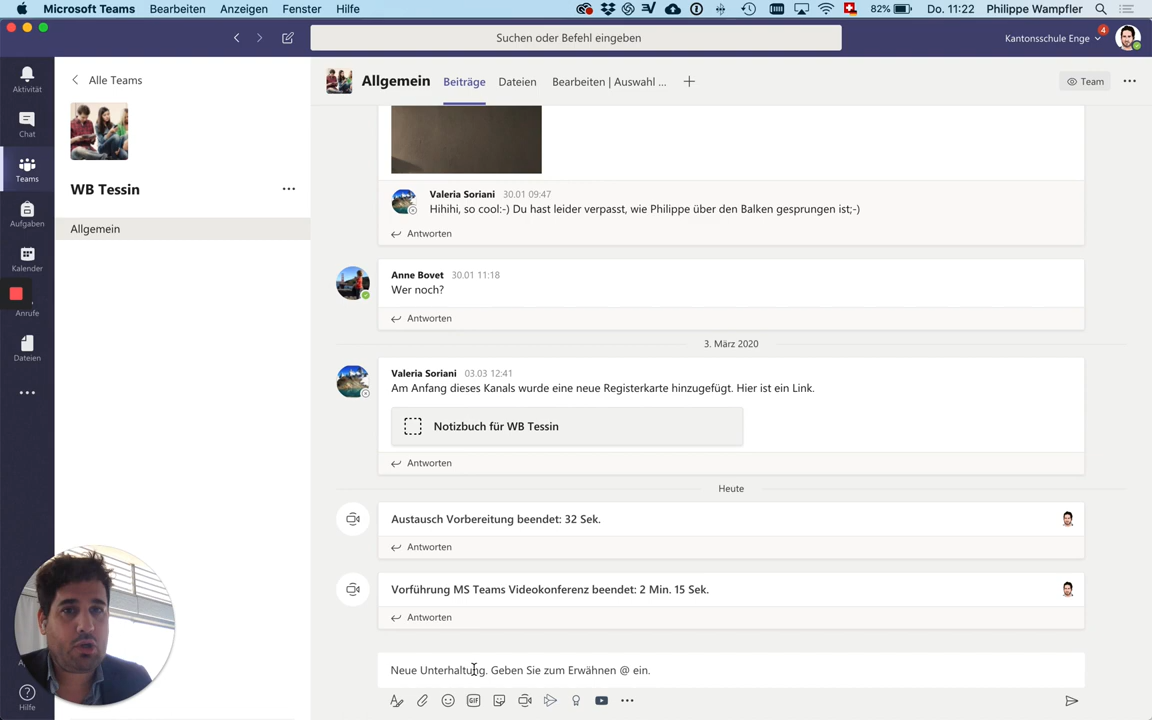 Microsoft Teams Bearbeiten Anzeigen Fenster Hilfe 82% Do. 11:22 Philippe Wampfler
Suchen oder Befehl eingeben
Kantonsschule Enge 4
Aktivität
Chat
Teams
Aufgaben
Kalender
Anrufe
Dateien
Hilfe
Alle Teams
WB Tessin
Allgemein
Allgemein Beiträge Dateien Bearbeiten | Auswahl ... Team
Valeria Soriani 30.01 09:47
Hihihi, so cool:-) Du hast leider verpasst, wie Philippe über den Balken gesprungen ist;-)
Antworten
Anne Bovet 30.01 11:18
Wer noch?
Antworten
3. März 2020
Valeria Soriani 03.03 12:41
Am Anfang dieses Kanals wurde eine neue Registerkarte hinzugefügt. Hier ist ein Link.
Notizbuch für WB Tessin
Antworten
Heute
Austausch Vorbereitung beendet: 32 Sek.
Antworten
Vorführung MS Teams Videokonferenz beendet: 2 Min. 15 Sek.
Antworten
Neue Unterhaltung. Geben Sie zum Erwähnen @ ein.
GIF